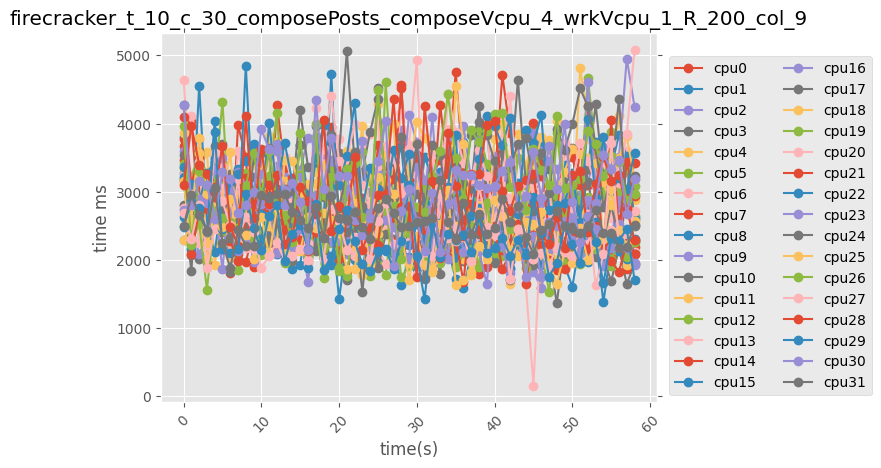 firecracker_t_10_c_30_composePosts_composeVcpu_4_wrkVcpu_1_R_200_col_9
5000
4000
3000
2000
1000
0
time ms
0 10 20 30 40 50 60
time(s)
cpu0 cpu16
cpu1 cpu17
cpu2 cpu18
cpu3 cpu19
cpu4 cpu20
cpu5 cpu21
cpu6 cpu22
cpu7 cpu23
cpu8 cpu24
cpu9 cpu25
cpu10 cpu26
cpu11 cpu27
cpu12 cpu28
cpu13 cpu29
cpu14 cpu30
cpu15 cpu31